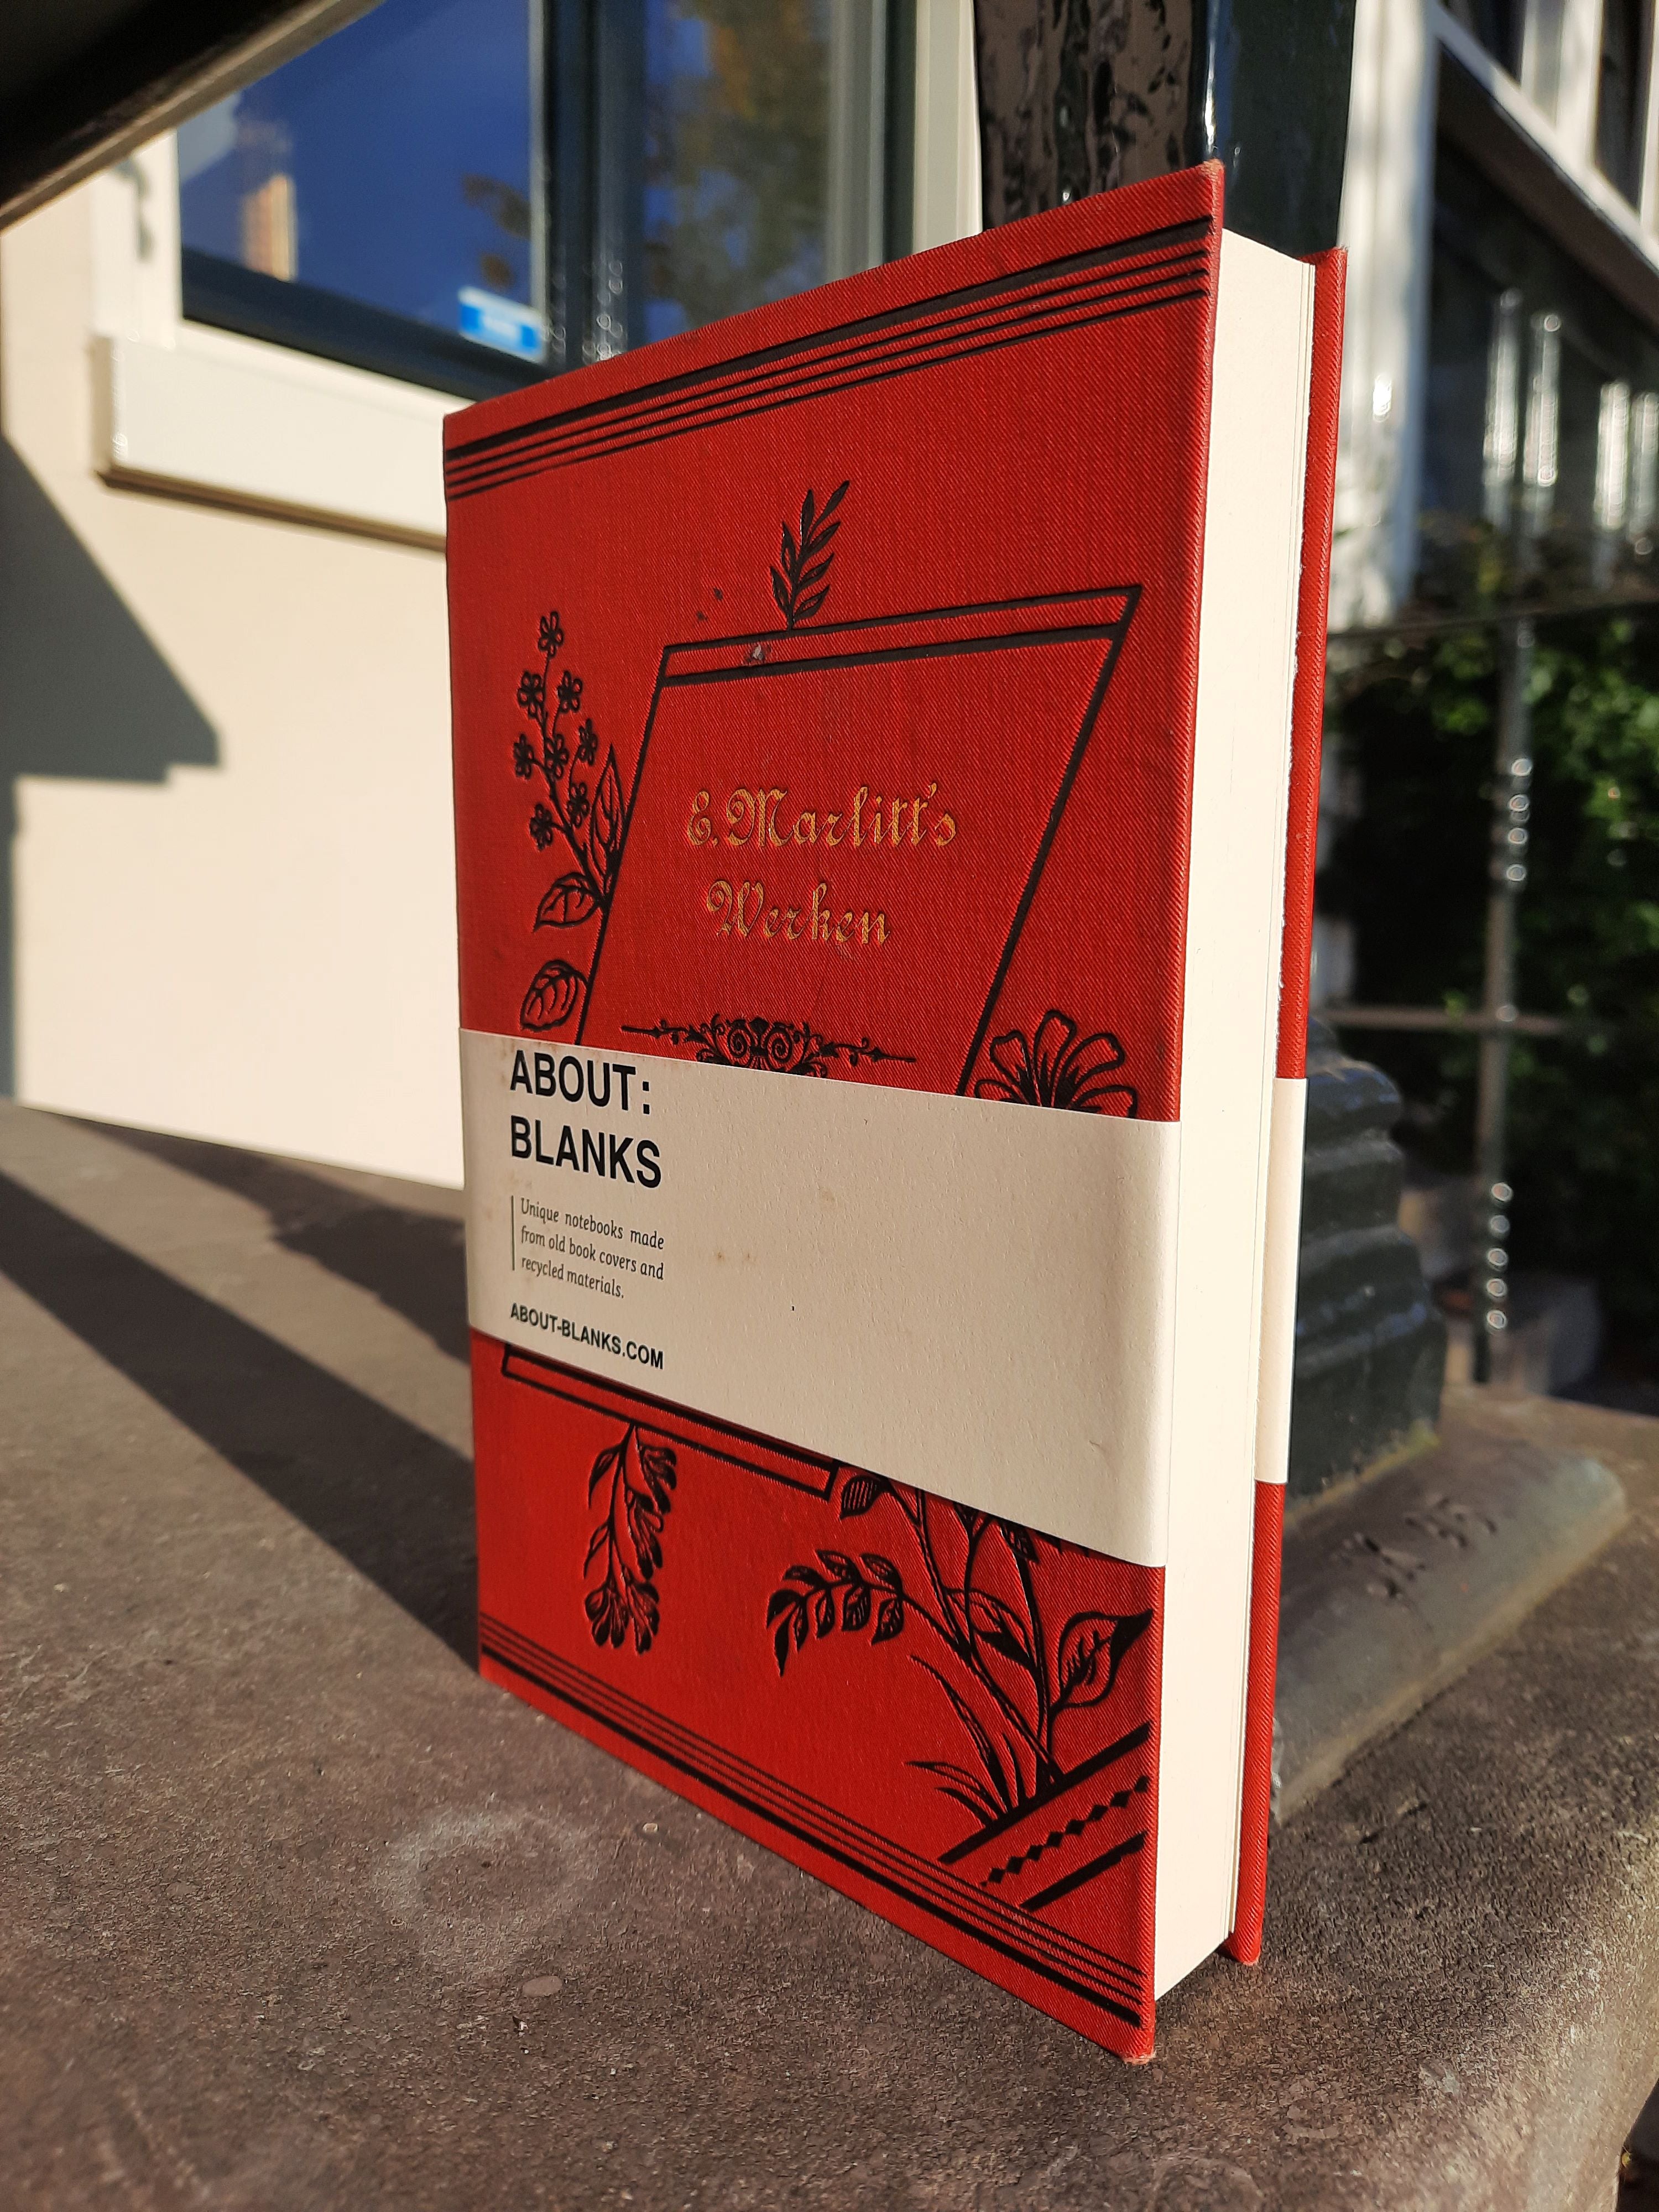 E. Marlitt's
Werken
ABOUT:
BLANKS
Unique notebooks made
from old book covers and
recycled materials.
ABOUT-BLANKS.COM